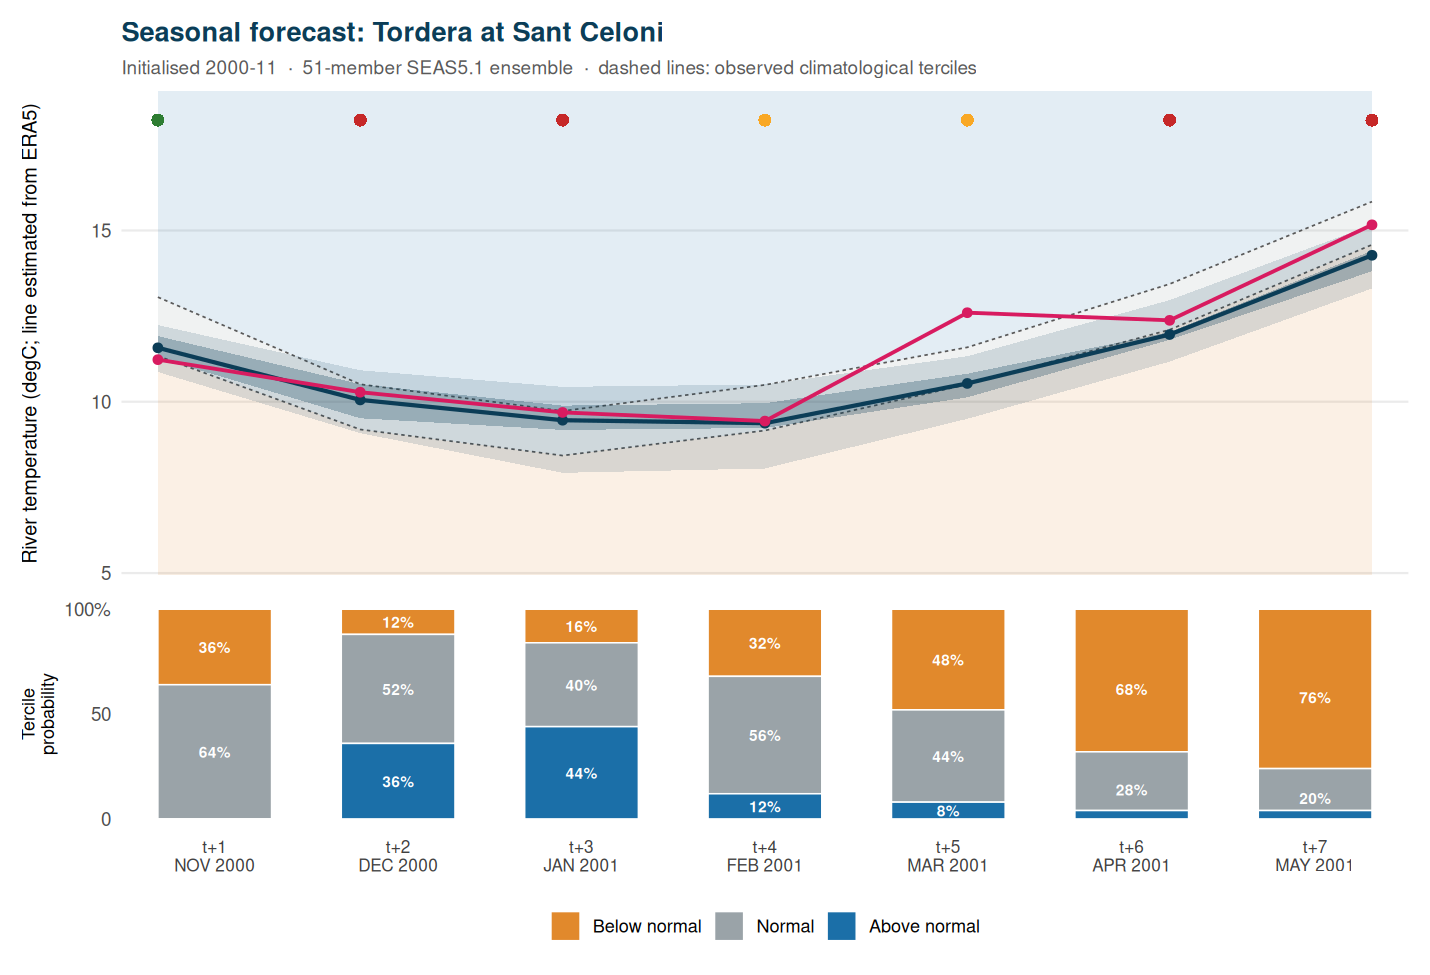 Seasonal forecast: Tordera at Sant Celoni
Initialised 2000-11 · 51-member SEAS5.1 ensemble · dashed lines: observed climatological terciles
River temperature (degC; line estimated from ERA5)
15
10
5
Tercile
probability
100%
50
0
36%
64%
12%
52%
36%
16%
40%
44%
32%
56%
12%
48%
44%
8%
68%
28%
76%
20%
t+1
NOV 2000
t+2
DEC 2000
t+3
JAN 2001
t+4
FEB 2001
t+5
MAR 2001
t+6
APR 2001
t+7
MAY 2001
Below normal
Normal
Above normal